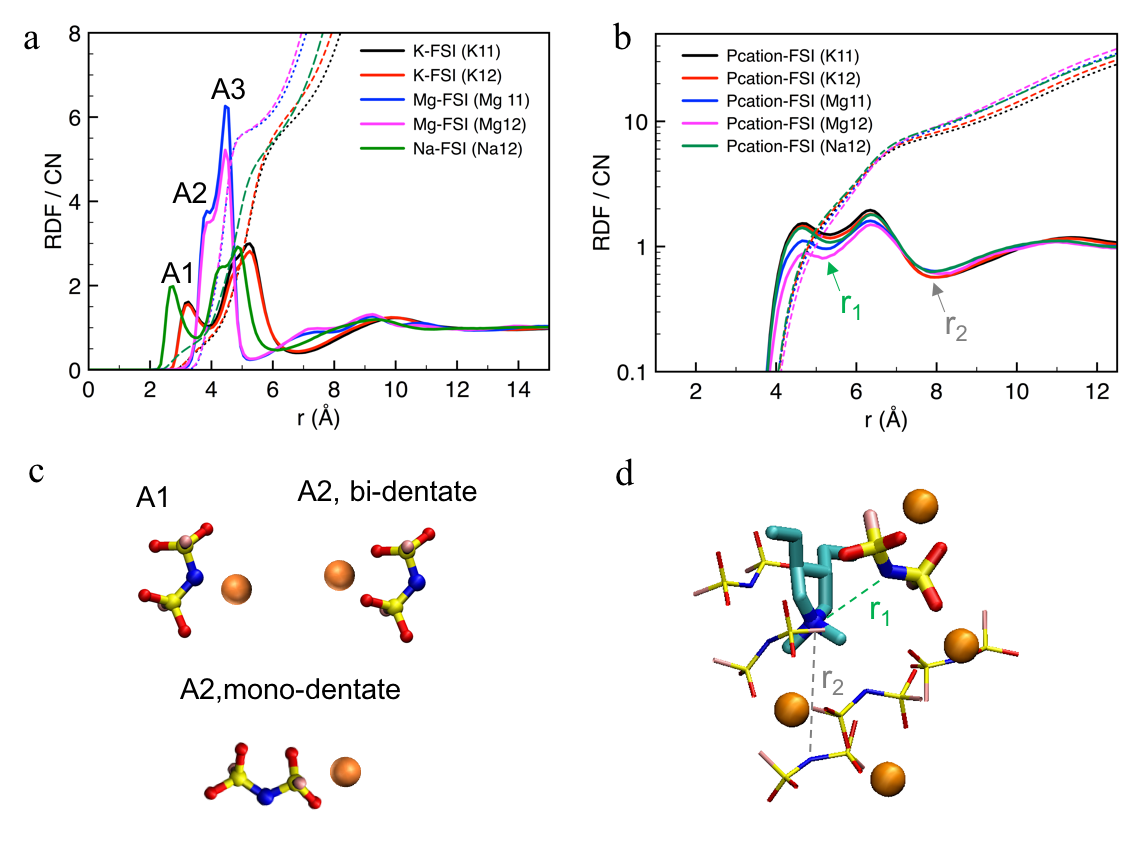 a
8
6
4
2
0
RDF / CN
0 2 4 6 8 10 12 14
r (Å)
A1
A2
A3
K-FSI (K11)
K-FSI (K12)
Mg-FSI (Mg 11)
Mg-FSI (Mg12)
Na-FSI (Na12)
b
10
1
0.1
RDF / CN
2 4 6 8 10 12
r (Å)
Pcation-FSI (K11)
Pcation-FSI (K12)
Pcation-FSI (Mg11)
Pcation-FSI (Mg12)
Pcation-FSI (Na12)
r1
r2
c
A1
A2, bi-dentate
A2,mono-dentate
d
r1
r2